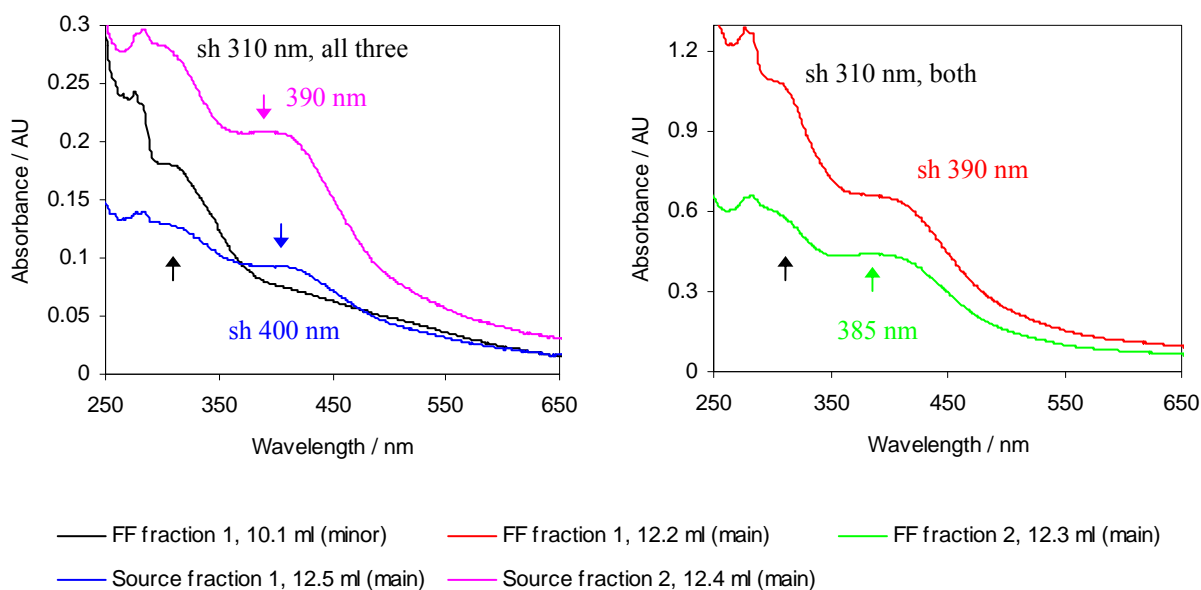 0.3
0.25
0.2
0.15
0.1
0.05
0
Absorbance / AU
sh 310 nm, all three
390 nm
sh 400 nm
250 350 450 550 650
Wavelength / nm
1.2
0.9
0.6
0.3
0
Absorbance / AU
sh 310 nm, both
sh 390 nm
385 nm
250 350 450 550 650
Wavelength / nm
FF fraction 1, 10.1 ml (minor) FF fraction 1, 12.2 ml (main) FF fraction 2, 12.3 ml (main)
Source fraction 1, 12.5 ml (main) Source fraction 2, 12.4 ml (main)